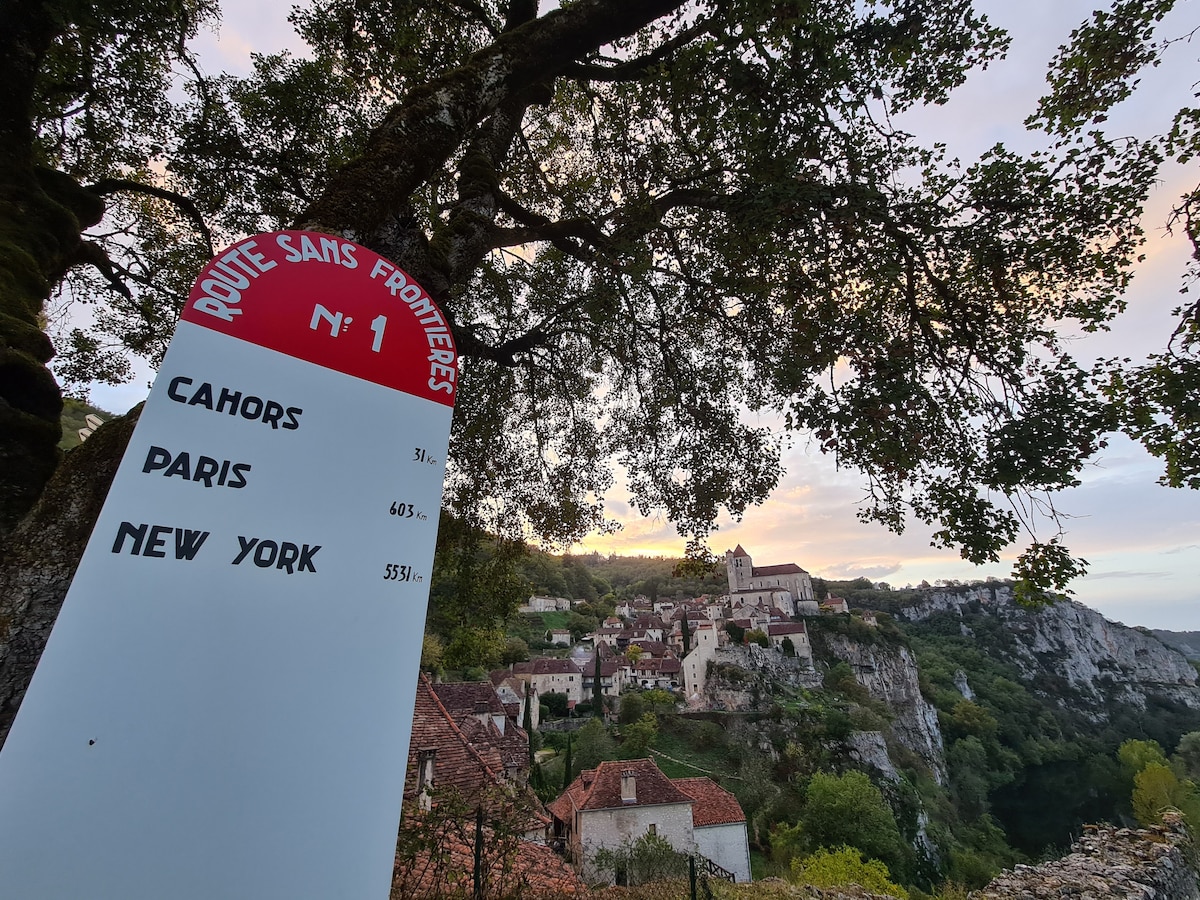 ROUTE SANS FRONTIERES
N° 1
CAHORS 31 Km
PARIS 603 Km
NEW YORK 5531 Km